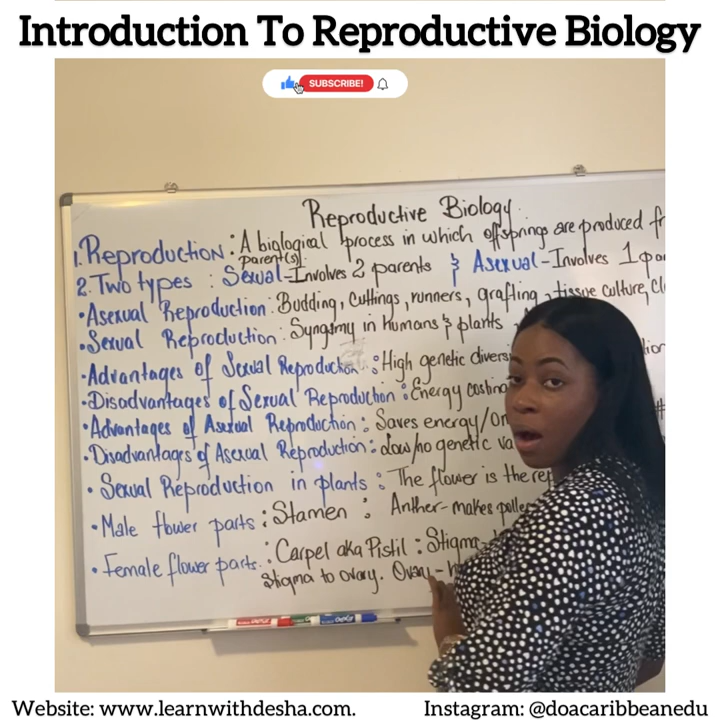 Introduction To Reproductive Biology
SUBSCRIBE!
Reproductive Biology.
1. Reproduction: A biological process in which offsprings are produced
parent(s).
2. Two types : Sexual-Involves 2 parents & Asexual-Involves 1
•Asexual Reproduction: Budding, cuttings, runners, grafting, tissue culture,
•Sexual Reproduction: Syngamy in humans & plants
•Advantages of Sexual Reproduction : High genetic
•Disadvantages of Sexual Reproduction : Energy
•Advantages of Asexual Reproduction : Saves energy/
•Disadvantages of Asexual Reproduction: Low/no genetic
• Sexual Reproduction in plants : The flower is the
•Male flower parts : Stamen : Anther-makes
• Female flower parts. : Carpel aka Pistil : Stigma-
Stigma to ovary. Ovary-
Website: www.learnwithdesha.com.
Instagram: @doacaribbeanedu